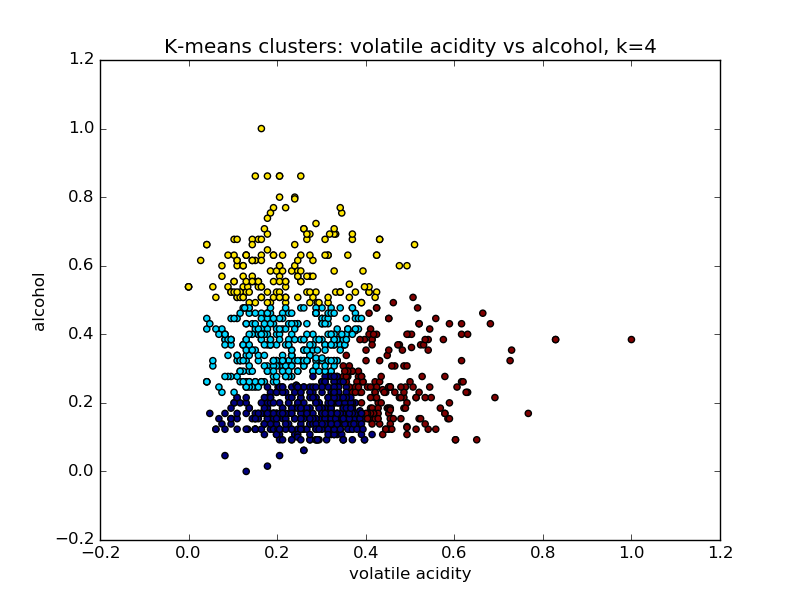 K-means clusters: volatile acidity vs alcohol, k=4
1.2
1.0
0.8
0.6
0.4
0.2
0.0
−0.2
alcohol
−0.2 0.0 0.2 0.4 0.6 0.8 1.0 1.2
volatile acidity